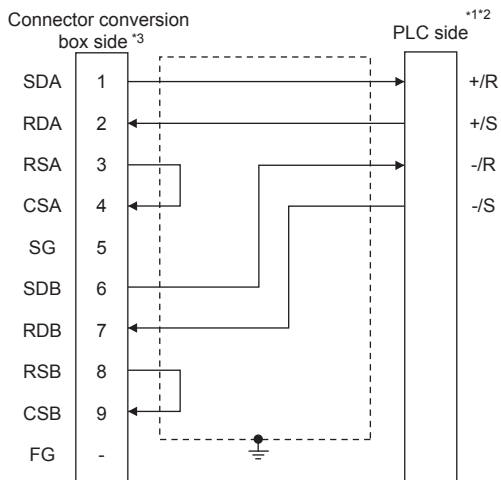 Connector conversion
box side *3
PLC side *1*2
SDA 1 +/R
RDA 2 +/S
RSA 3 -/R
CSA 4 -/S
SG 5
SDB 6
RDB 7
RSB 8
CSB 9
FG -